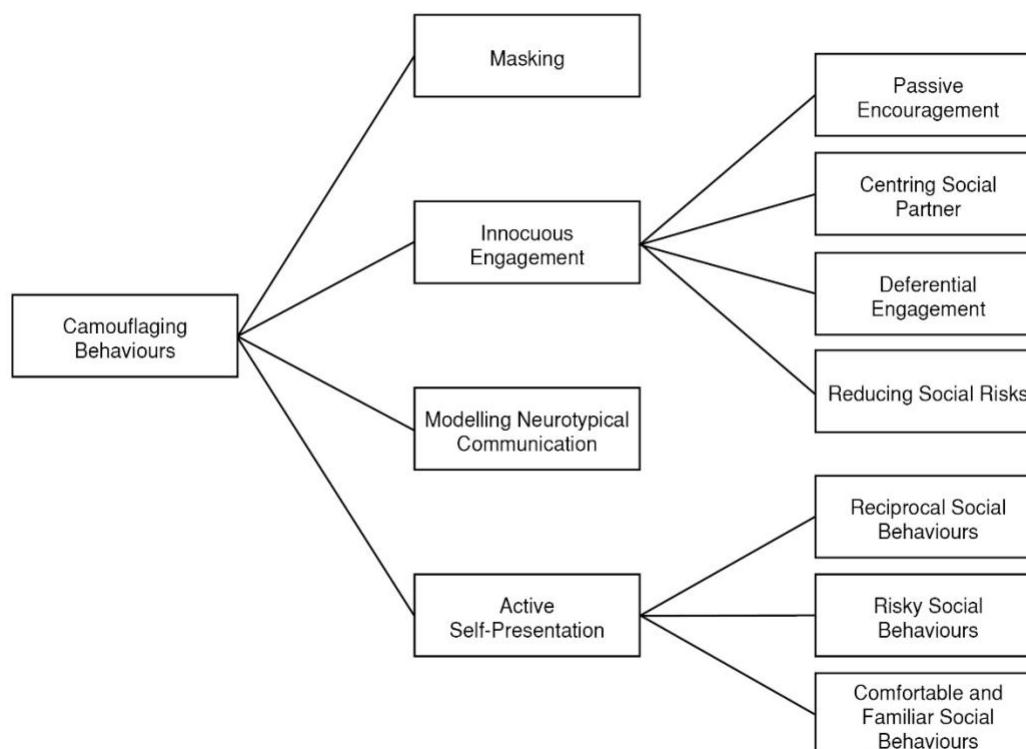 Masking
Passive
Encouragement
Centring Social
Partner
Innocuous
Engagement
Deferential
Engagement
Camouflaging
Behaviours
Reducing Social Risks
Modelling Neurotypical
Communication
Reciprocal Social
Behaviours
Active
Self-Presentation
Risky Social
Behaviours
Comfortable and
Familiar Social
Behaviours